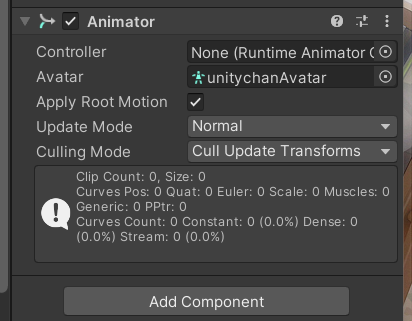 Animator
Controller
None (Runtime Animator
Avatar
unitychanAvatar
Apply Root Motion
Update Mode
Normal
Culling Mode
Cull Update Transforms
Clip Count: 0, Size: 0
Curves Pos: 0 Quat: 0 Euler: 0 Scale: 0 Muscles: 0
Generic: 0 PPtr: 0
Curves Count: 0 Constant: 0 (0.0%) Dense: 0
(0.0%) Stream: 0 (0.0%)
Add Component